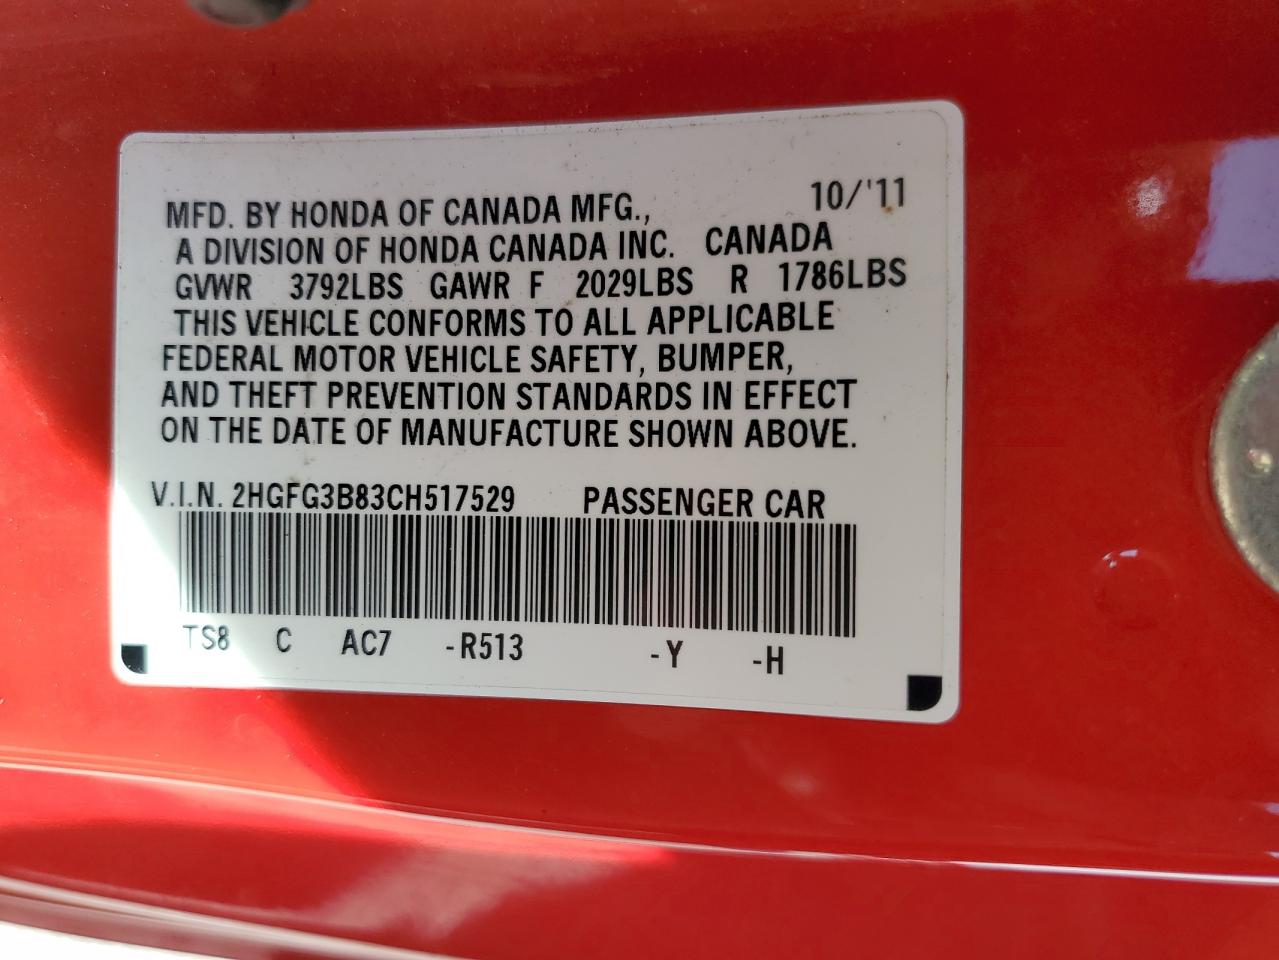 10/'11
MFD. BY HONDA OF CANADA MFG.,
A DIVISION OF HONDA CANADA INC. CANADA
GVWR 3792LBS GAWR F 2029LBS R 1786LBS
THIS VEHICLE CONFORMS TO ALL APPLICABLE
FEDERAL MOTOR VEHICLE SAFETY, BUMPER,
AND THEFT PREVENTION STANDARDS IN EFFECT
ON THE DATE OF MANUFACTURE SHOWN ABOVE.
V.I.N. 2HGFG3B83CH517529 PASSENGER CAR
TS8 C AC7 -R513 -Y -H